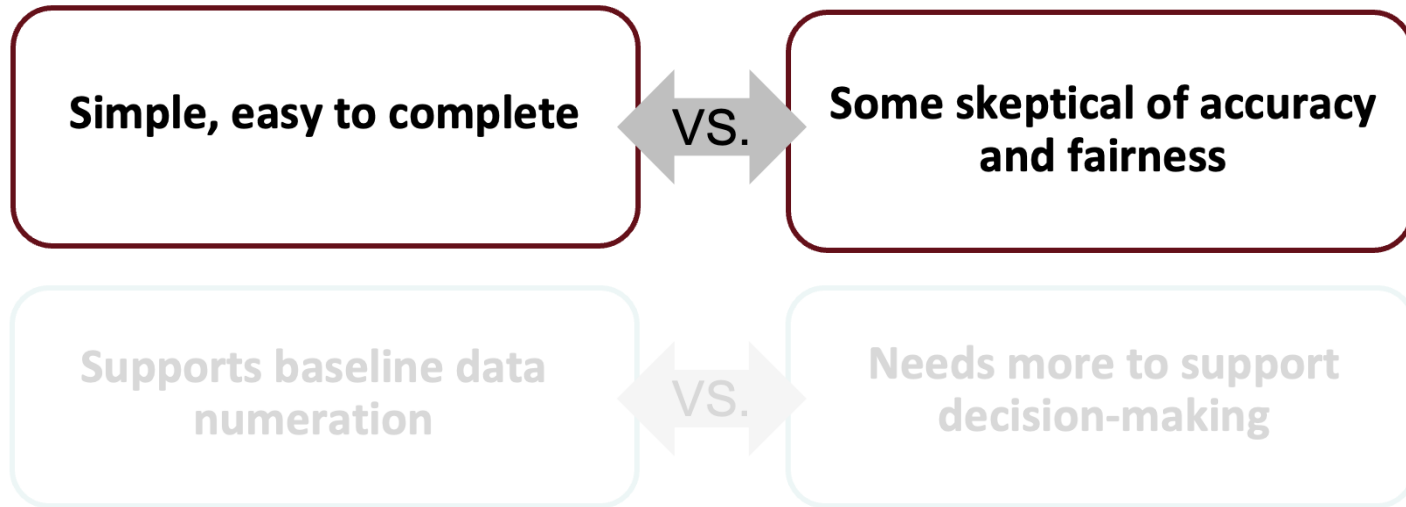 Simple, easy to complete
VS.
Some skeptical of accuracy
and fairness
Supports baseline data
numeration
VS.
Needs more to support
decision-making